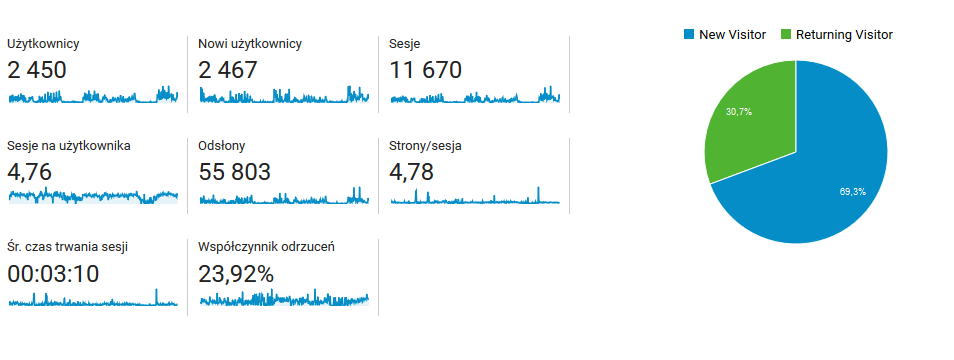 Użytkownicy
2 450
Nowi użytkownicy
2 467
Sesje
11 670
Sesje na użytkownika
4,76
Odsłony
55 803
Strony/sesja
4,78
Śr. czas trwania sesji
00:03:10
Współczynnik odrzuceń
23,92%
New Visitor
Returning Visitor
30,7%
69,3%